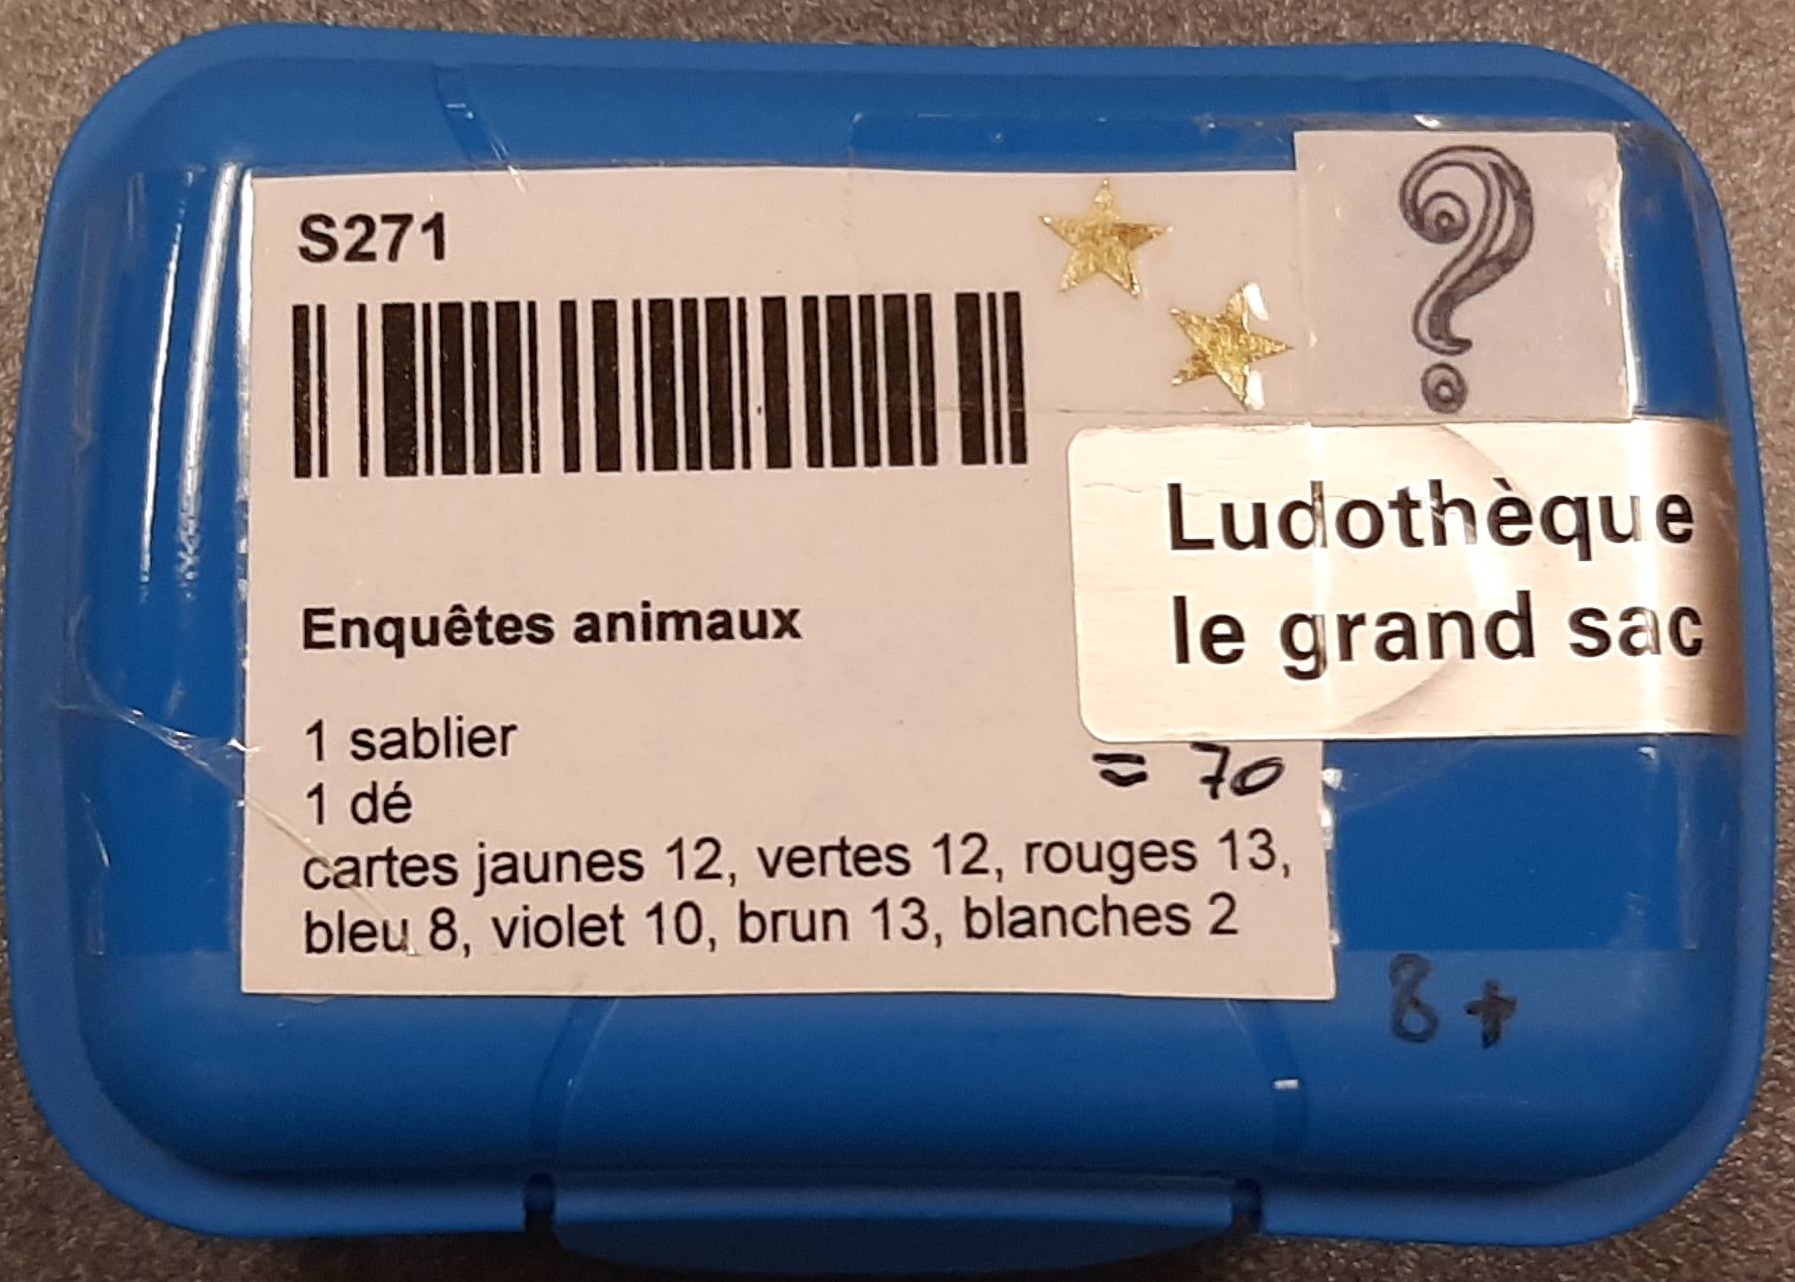 S271
?
Ludothèque
le grand sac
Enquêtes animaux
1 sablier
= 70
1 dé
cartes jaunes 12, vertes 12, rouges 13,
bleu 8, violet 10, brun 13, blanches 2
8+